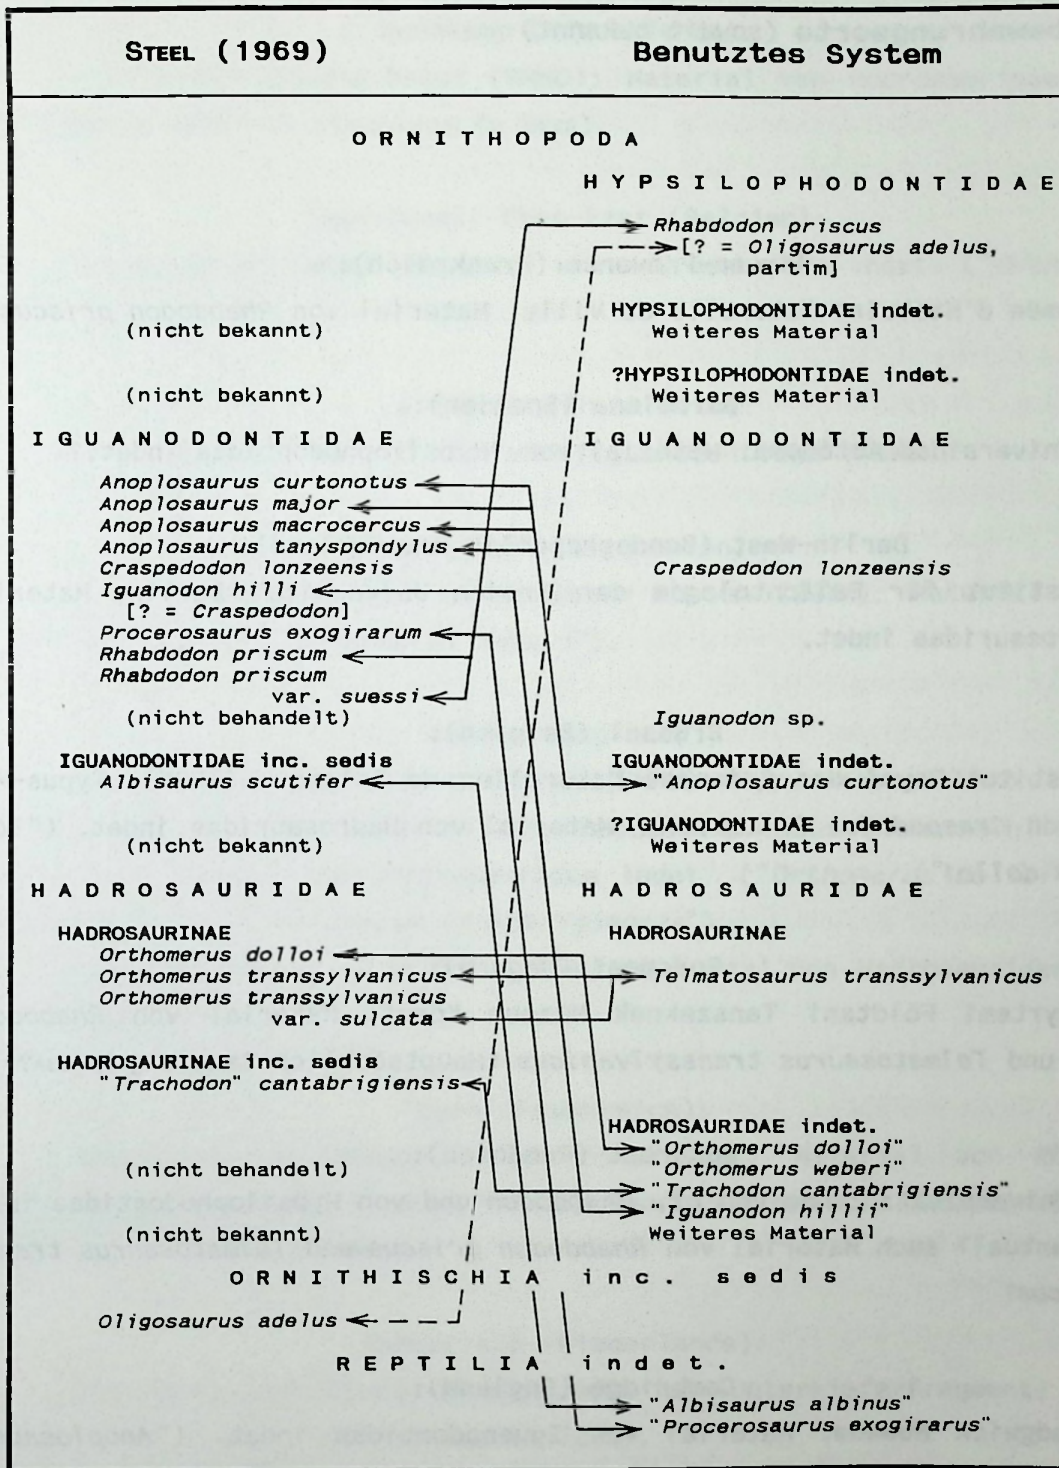 STEEL (1969) Benutztes System
ORNITHOPODA
HYPSILOPHODONTIDAE
Rhabdodon priscus
[? = Oligosaurus adelus,
partim]
HYPSILOPHODONTIDAE indet.
(nicht bekannt) Weiteres Material
?HYPSILOPHODONTIDAE indet.
(nicht bekannt) Weiteres Material
IGUANODONTIDAE IGUANODONTIDAE
Anoplosaurus curtonotus
Anoplosaurus major
Anoplosaurus macrocercus
Anoplosaurus tanyspondylus
Craspedodon lonzeensis Craspedodon lonzeensis
Iguanodon hilli
[? = Craspedodon]
Procerosaurus exogirarum
Rhabdodon priscum
Rhabdodon priscum
var. suessi
(nicht behandelt) Iguanodon sp.
IGUANODONTIDAE inc. sedis IGUANODONTIDAE indet.
Albisaurus scutifer "Anoplosaurus curtonotus"
?IGUANODONTIDAE indet.
(nicht bekannt) Weiteres Material
HADROSAURIDAE HADROSAURIDAE
HADROSAURINAE HADROSAURINAE
Orthomerus dolloi
Orthomerus transsylvanicus Telmatosaurus transsylvanicus
Orthomerus transsylvanicus
var. sulcata
HADROSAURINAE inc. sedis
"Trachodon" cantabrigiensis
HADROSAURIDAE indet.
"Orthomerus dolloi"
(nicht behandelt) "Orthomerus weberi"
"Trachodon cantabrigiensis"
"Iguanodon hillii"
(nicht bekannt) Weiteres Material
ORNITHISCHIA inc. sedis
Oligosaurus adelus
REPTILIA indet.
"Albisaurus albinus"
"Procerosaurus exogirarus"